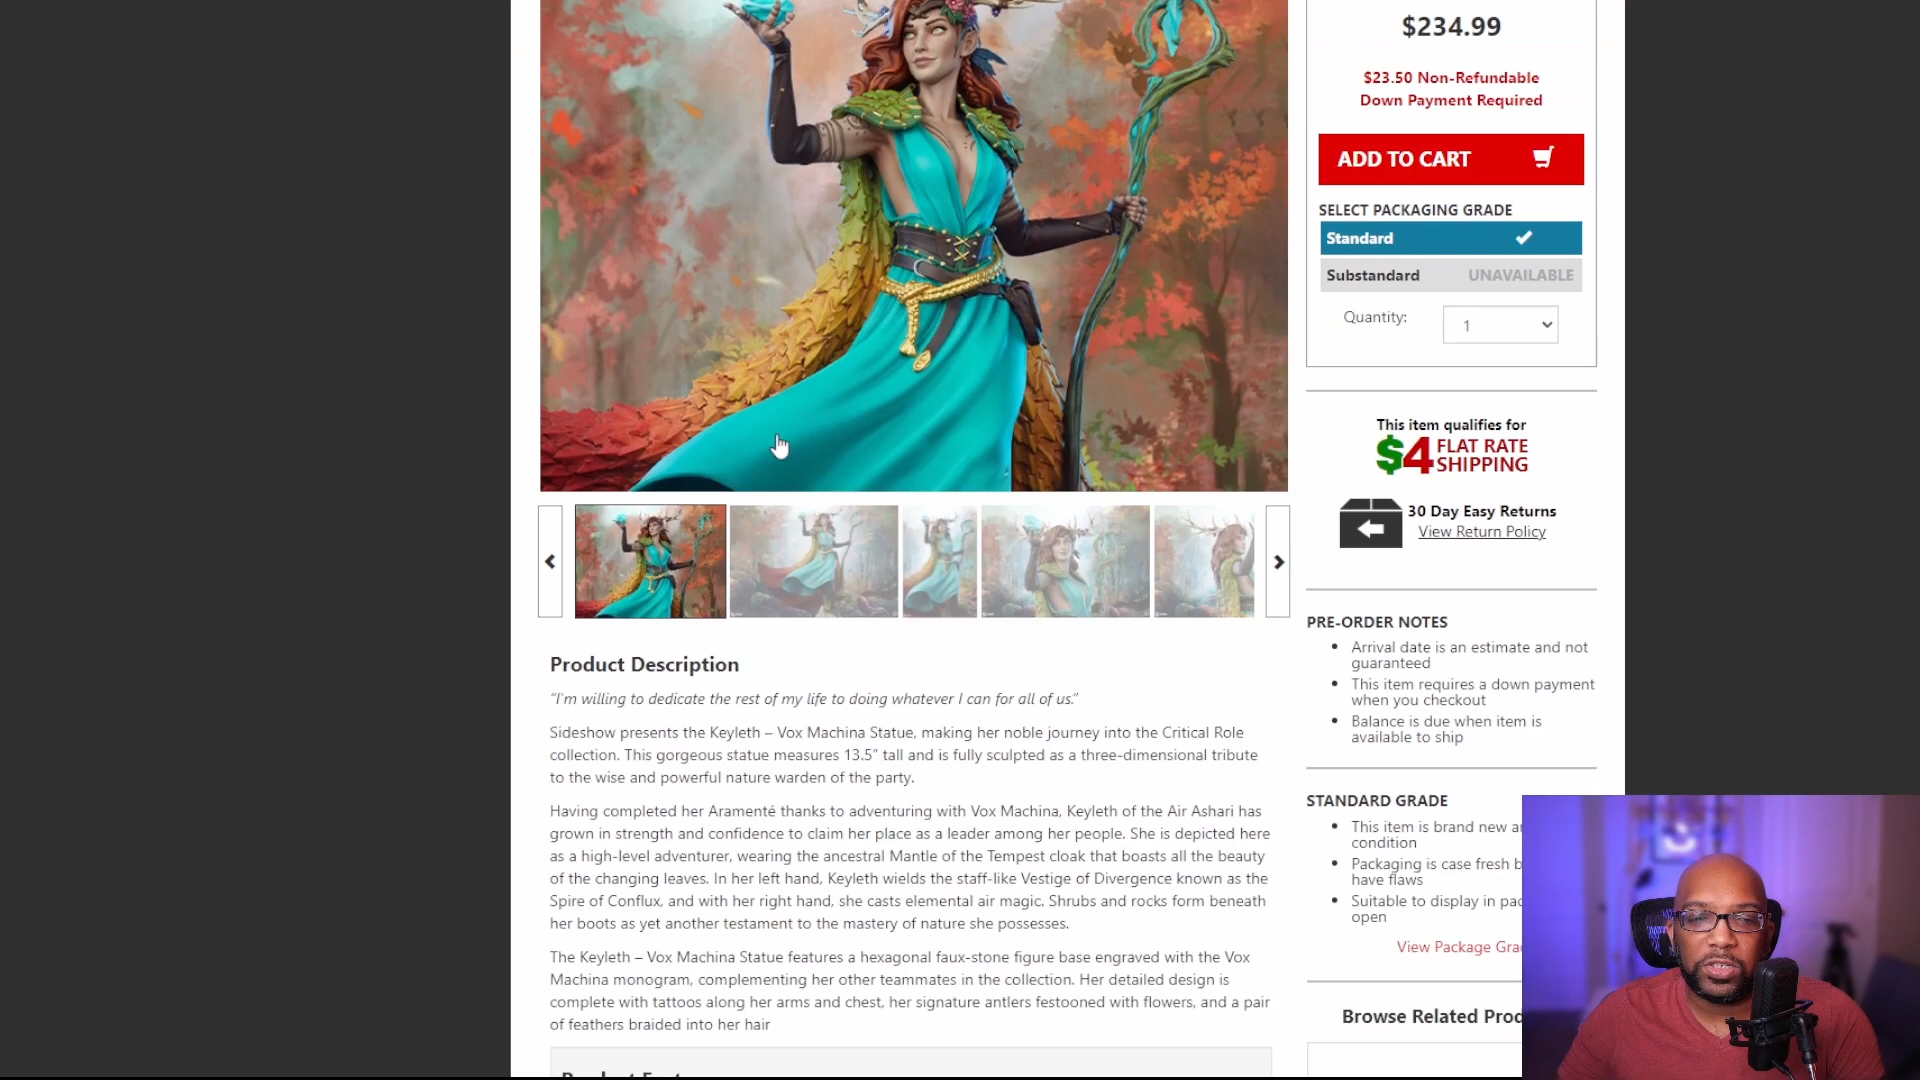 $234.99
$23.50 Non-Refundable
Down Payment Required
ADD TO CART
SELECT PACKAGING GRADE
Standard
Substandard UNAVAILABLE
Quantity: 1
This item qualifies for
$4 FLAT RATE SHIPPING
30 Day Easy Returns
View Return Policy
Product Description
“I'm willing to dedicate the rest of my life to doing whatever I can for all of us.”
Sideshow presents the Keyleth – Vox Machina Statue, making her noble journey into the Critical Role
collection. This gorgeous statue measures 13.5” tall and is fully sculpted as a three-dimensional tribute
to the wise and powerful nature warden of the party.
Having completed her Aramenté thanks to adventuring with Vox Machina, Keyleth of the Air Ashari has
grown in strength and confidence to claim her place as a leader among her people. She is depicted here
as a high-level adventurer, wearing the ancestral Mantle of the Tempest cloak that boasts all the beauty
of the changing leaves. In her left hand, Keyleth wields the staff-like Vestige of Divergence known as the
Spire of Conflux, and with her right hand, she casts elemental air magic. Shrubs and rocks form beneath
her boots as yet another testament to the mastery of nature she possesses.
The Keyleth – Vox Machina Statue features a hexagonal faux-stone figure base engraved with the Vox
Machina monogram, complementing her other teammates in the collection. Her detailed design is
complete with tattoos along her arms and chest, her signature antlers festooned with flowers, and a pair
of feathers braided into her hair
PRE-ORDER NOTES
Arrival date is an estimate and not
guaranteed
This item requires a down payment
when you checkout
Balance is due when item is
available to ship
STANDARD GRADE
This item is brand new
condition
Packaging is case fresh
have flaws
Suitable to display in
open
View Package
Browse Related